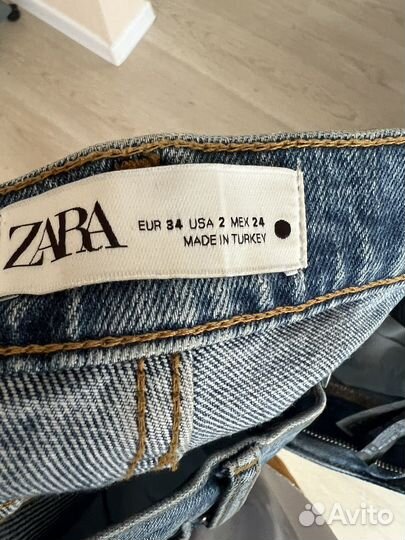 ZARA
EUR 34 USA 2 MEX 24
MADE IN TURKEY
Avito